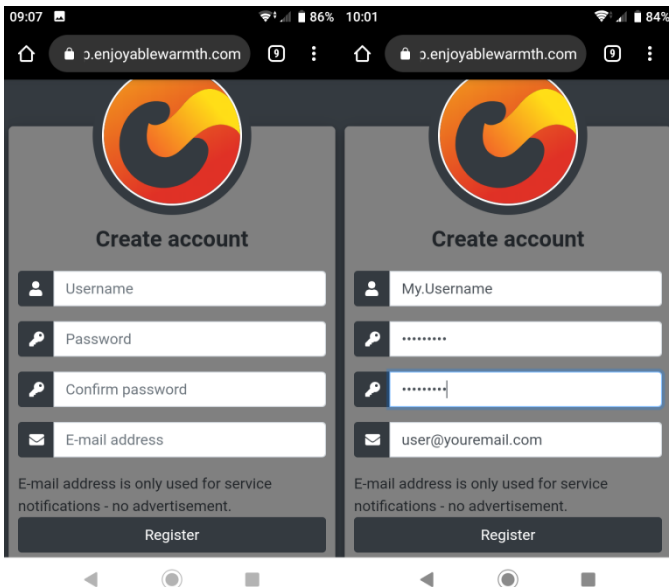 09:07
86%
ɔ.enjoyablewarmth.com
9
Create account
Username
Password
Confirm password
E-mail address
E-mail address is only used for service
notifications - no advertisement.
Register
10:01
84%
ɔ.enjoyablewarmth.com
9
Create account
My.Username
•••••••••
•••••••••
user@youremail.com
E-mail address is only used for service
notifications - no advertisement.
Register